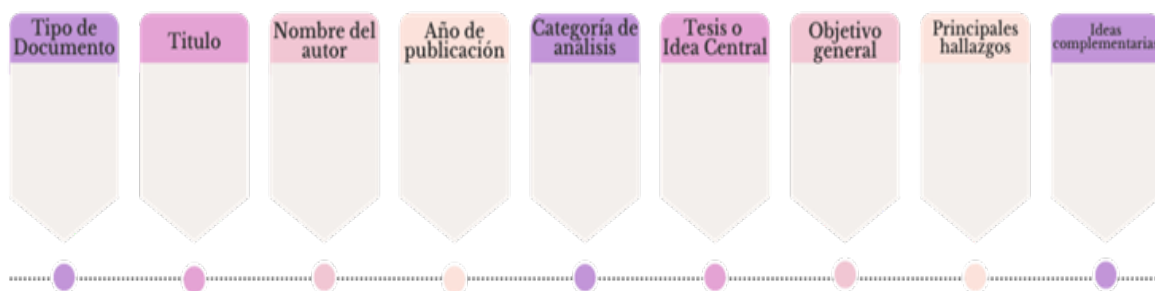 Tipo de
Documento
Titulo
Nombre del
autor
Año de
publicación
Categoría de
análisis
Tesis o
Idea Central
Objetivo
general
Principales
hallazgos
Ideas
complementarias